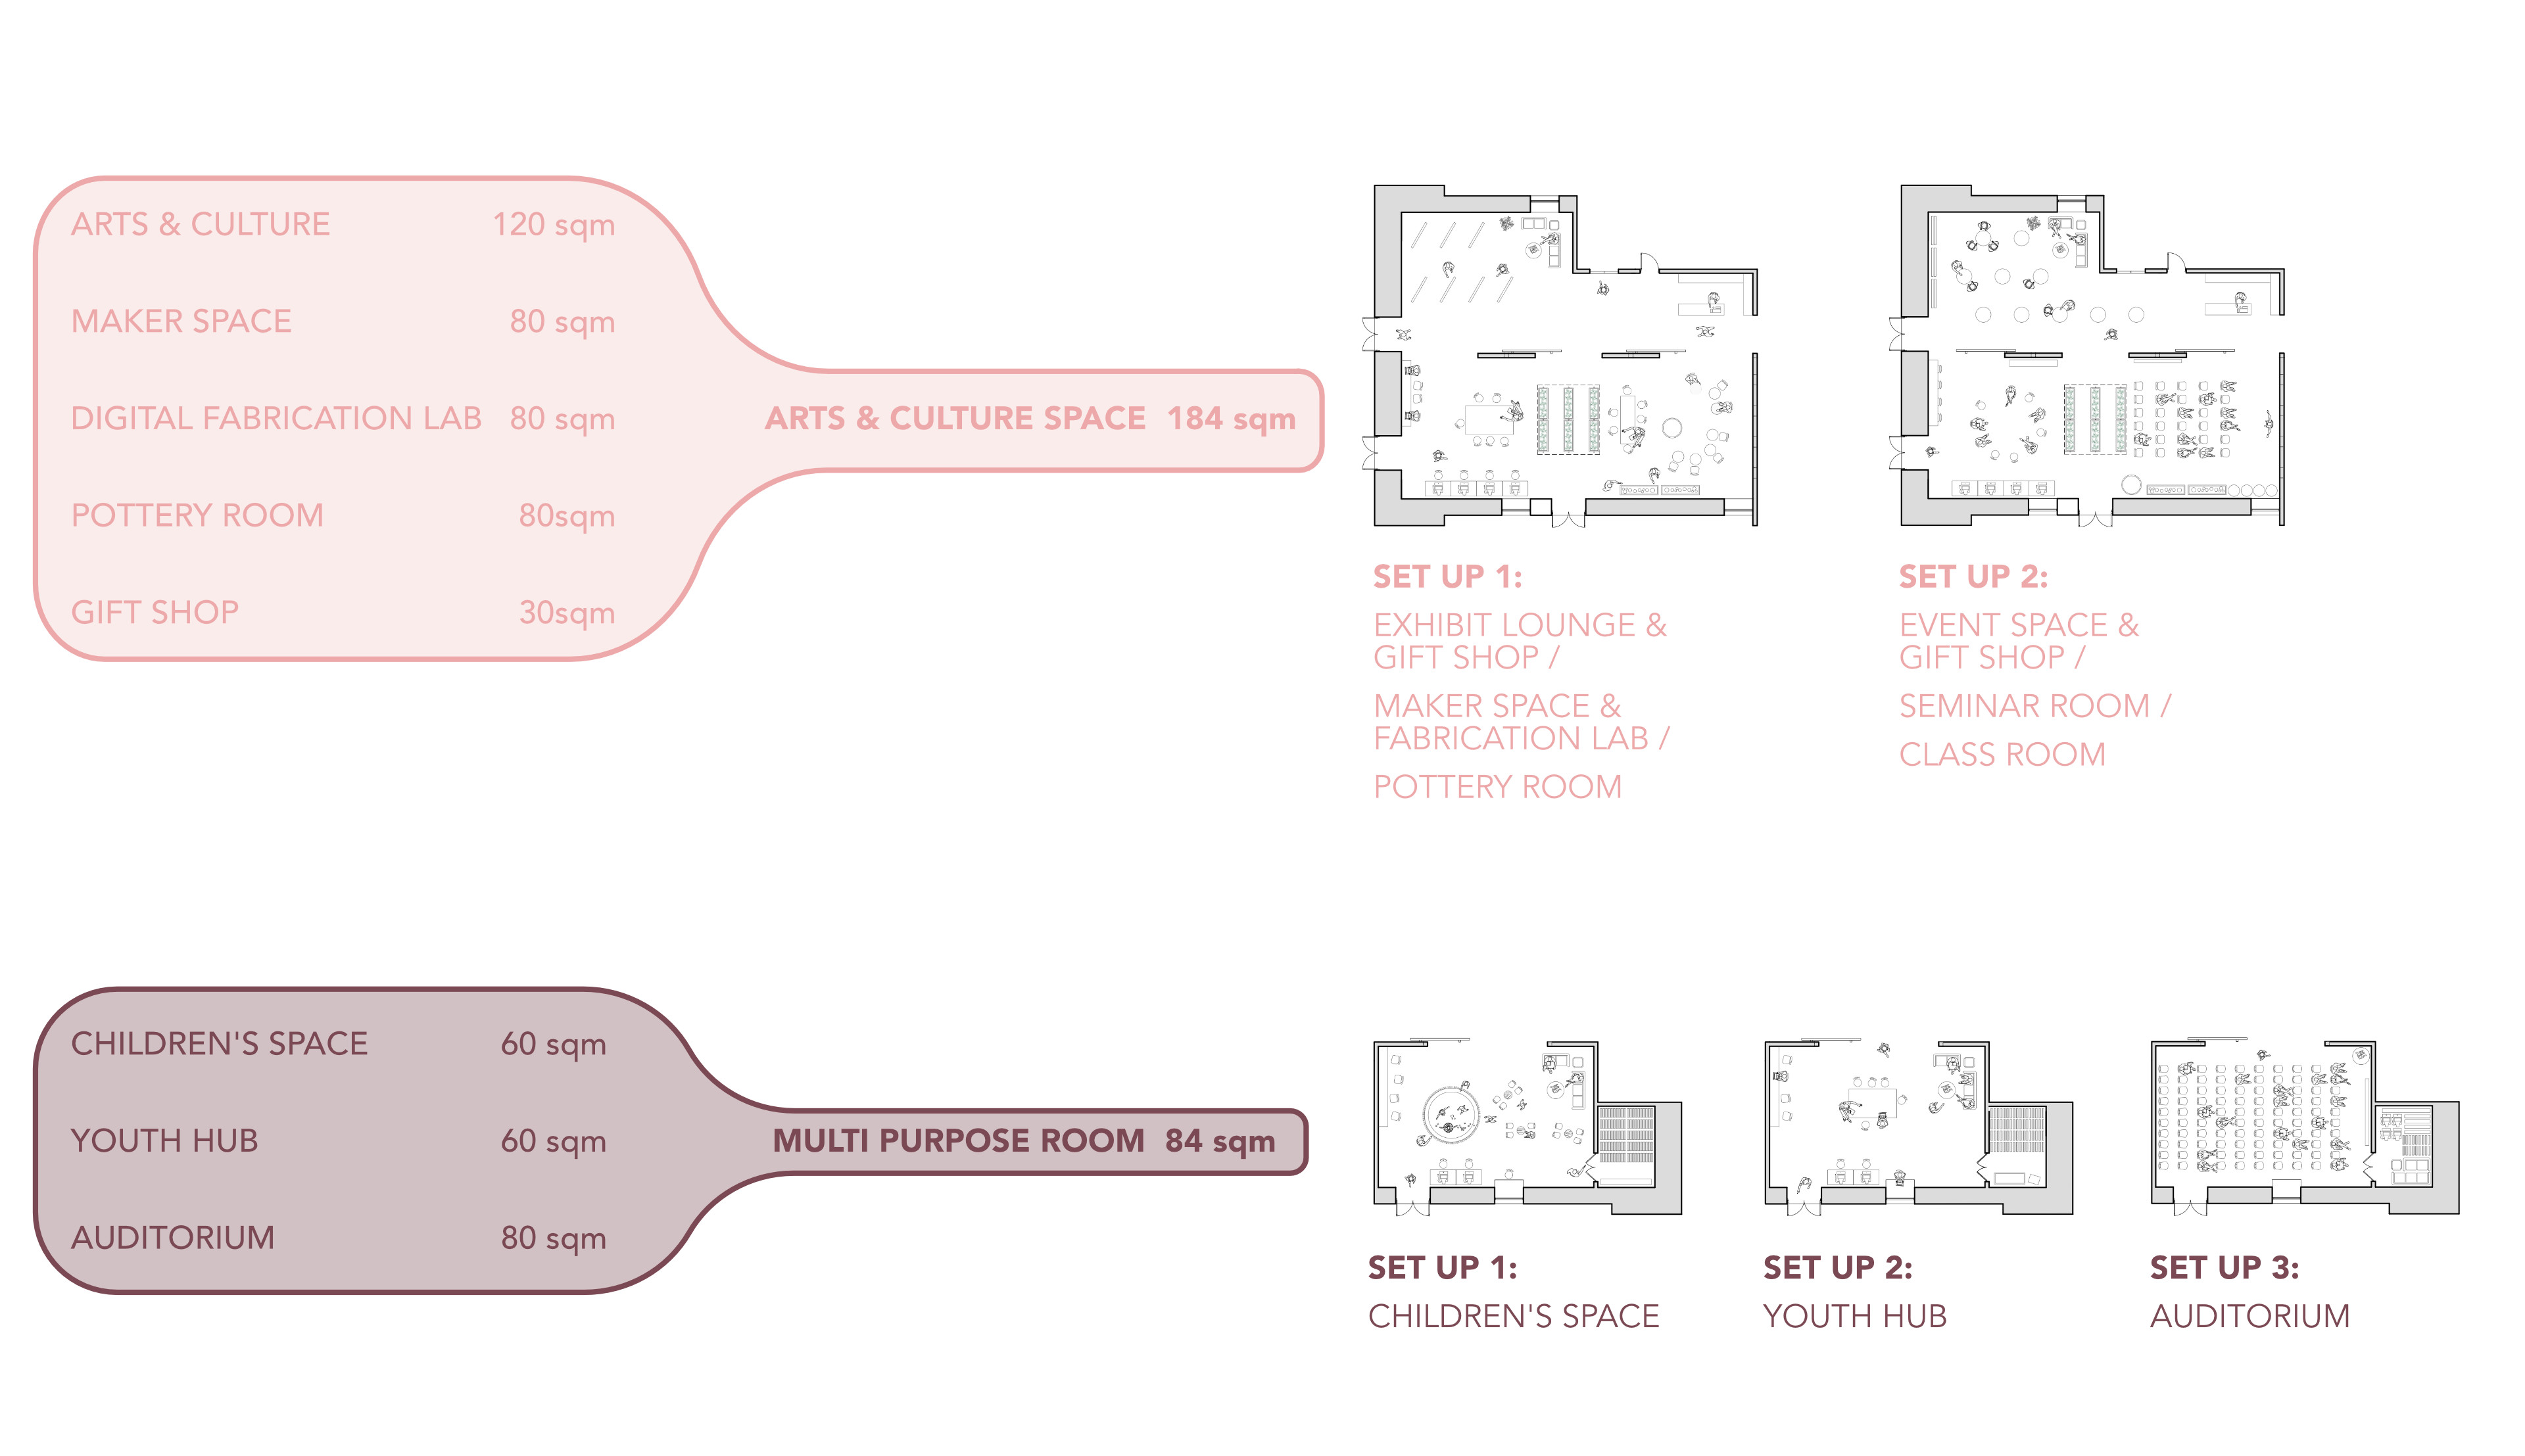 ARTS & CULTURE 120 sqm
MAKER SPACE 80 sqm
DIGITAL FABRICATION LAB 80 sqm
POTTERY ROOM 80sqm
GIFT SHOP 30sqm
ARTS & CULTURE SPACE 184 sqm
SET UP 1:
EXHIBIT LOUNGE &
GIFT SHOP /
MAKER SPACE &
FABRICATION LAB /
POTTERY ROOM
SET UP 2:
EVENT SPACE &
GIFT SHOP /
SEMINAR ROOM /
CLASS ROOM
CHILDREN'S SPACE 60 sqm
YOUTH HUB 60 sqm
AUDITORIUM 80 sqm
MULTI PURPOSE ROOM 84 sqm
SET UP 1:
CHILDREN'S SPACE
SET UP 2:
YOUTH HUB
SET UP 3:
AUDITORIUM